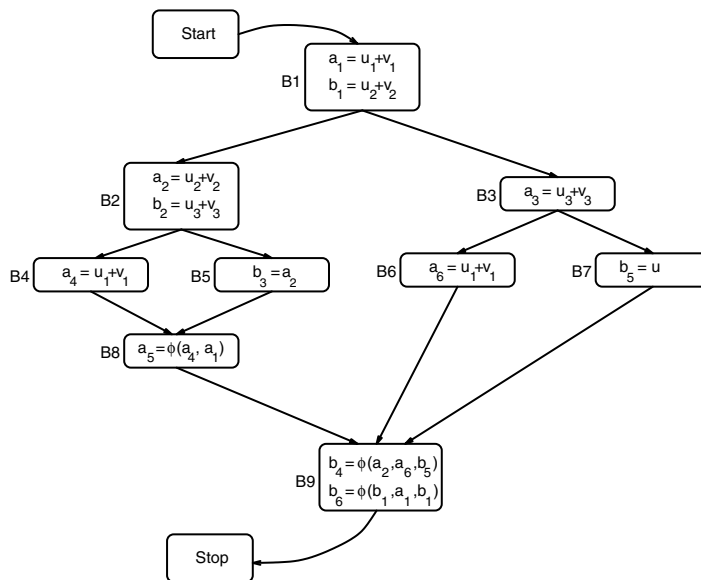 Start
B1
a₁ = u₁+v₁
b₁ = u₂+v₂
B2
a₂ = u₂+v₂
b₂ = u₃+v₃
B3
a₃ = u₃+v₃
B4
a₄ = u₁+v₁
B5
b₃ = a₂
B6
a₆ = u₁+v₁
B7
b₅ = u
B8
a₅ = ϕ(a₄, a₁)
B9
b₄ = ϕ(a₂,a₆,b₅)
b₆ = ϕ(b₁,a₁,b₁)
Stop